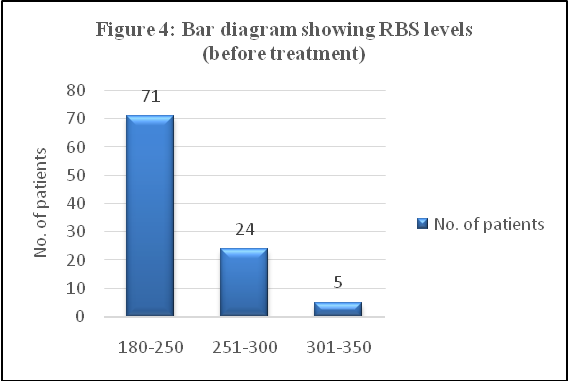 Figure 4: Bar diagram showing RBS levels
(before treatment)
80
70
60
50
40
30
20
10
0
No. of patients
71
24
5
180-250 251-300 301-350
No. of patients